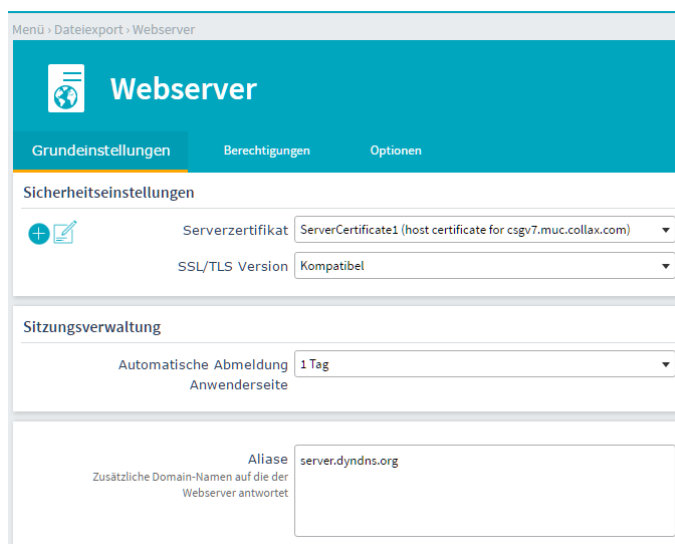 Menü › Dateiexport › Webserver
Webserver
Grundeinstellungen Berechtigungen Optionen
Sicherheitseinstellungen
Serverzertifikat ServerCertificate1 (host certificate for csgv7.muc.collax.com)
SSL/TLS Version Kompatibel
Sitzungsverwaltung
Automatische Abmeldung 1 Tag
Anwenderseite
Aliase server.dyndns.org
Zusätzliche Domain-Namen auf die der
Webserver antwortet